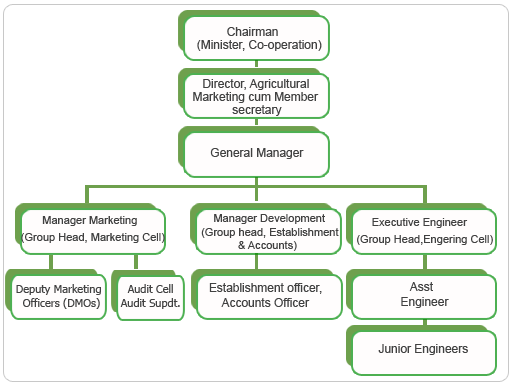 Chairman
(Minister, Co-operation)
Director, Agricultural
Marketing cum Member
secretary
General Manager
Manager Marketing
(Group Head, Marketing Cell)
Manager Development
(Group head, Establishment
& Accounts)
Executive Engineer
(Group Head,Engering Cell)
Deputy Marketing
Officers (DMOs)
Audit Cell
Audit Supdt.
Establishment officer,
Accounts Officer
Asst
Engineer
Junior Engineers